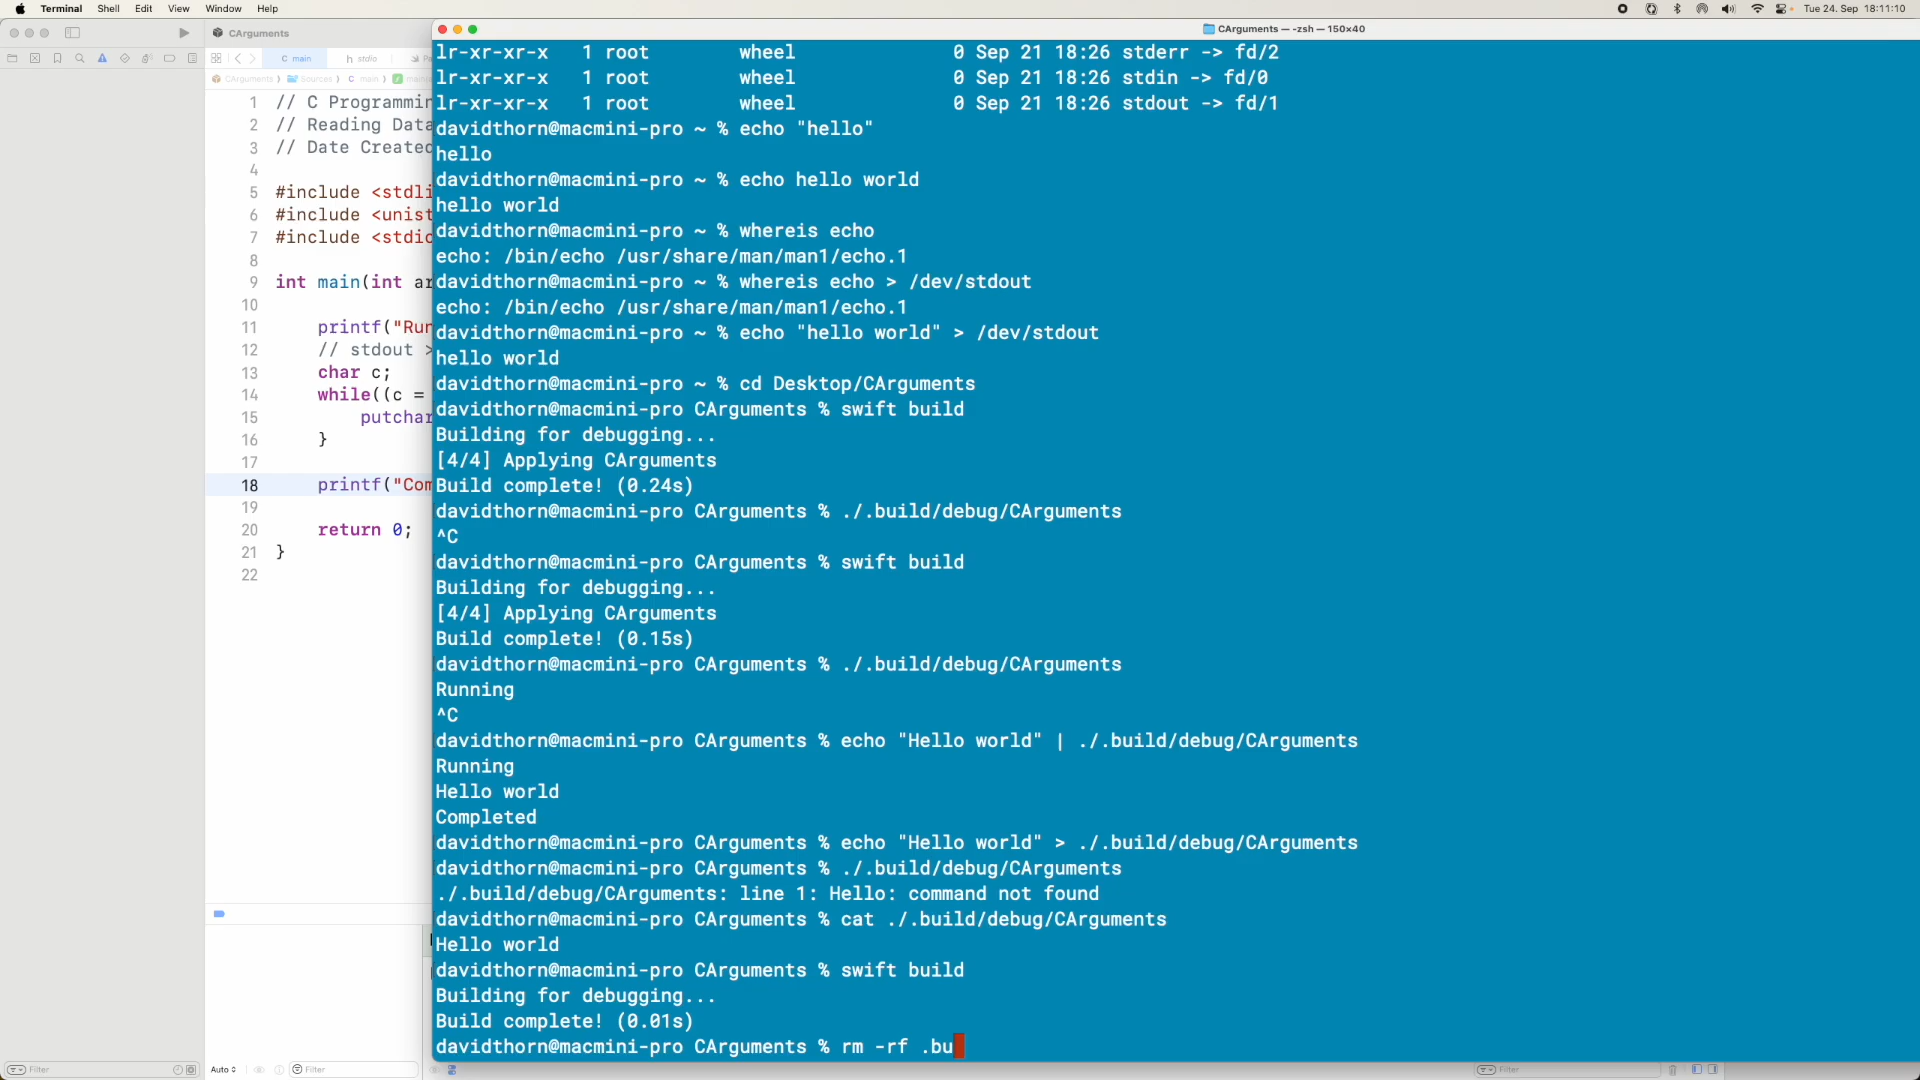 Terminal Shell Edit View Window Help
Tue 24. Sep 18:11:10
CArguments
CArguments — -zsh — 150×40
C main
h stdio
CArguments
Sources
C main
1 // C Programmin
2 // Reading Data
3 // Date Created
4
5 #include <stdli
6 #include <unist
7 #include <stdio
8
9 int main(int ar
10
11 printf("Run
12 // stdout >
13 char c;
14 while((c =
15 putchar
16 }
17
18 printf("Com
19
20 return 0;
21 }
22
lr-xr-xr-x 1 root wheel 0 Sep 21 18:26 stderr -> fd/2
lr-xr-xr-x 1 root wheel 0 Sep 21 18:26 stdin -> fd/0
lr-xr-xr-x 1 root wheel 0 Sep 21 18:26 stdout -> fd/1
davidthorn@macmini-pro ~ % echo "hello"
hello
davidthorn@macmini-pro ~ % echo hello world
hello world
davidthorn@macmini-pro ~ % whereis echo
echo: /bin/echo /usr/share/man/man1/echo.1
davidthorn@macmini-pro ~ % whereis echo > /dev/stdout
echo: /bin/echo /usr/share/man/man1/echo.1
davidthorn@macmini-pro ~ % echo "hello world" > /dev/stdout
hello world
davidthorn@macmini-pro ~ % cd Desktop/CArguments
davidthorn@macmini-pro CArguments % swift build
Building for debugging...
[4/4] Applying CArguments
Build complete! (0.24s)
davidthorn@macmini-pro CArguments % ./.build/debug/CArguments
^C
davidthorn@macmini-pro CArguments % swift build
Building for debugging...
[4/4] Applying CArguments
Build complete! (0.15s)
davidthorn@macmini-pro CArguments % ./.build/debug/CArguments
Running
^C
davidthorn@macmini-pro CArguments % echo "Hello world" | ./.build/debug/CArguments
Running
Hello world
Completed
davidthorn@macmini-pro CArguments % echo "Hello world" > ./.build/debug/CArguments
davidthorn@macmini-pro CArguments % ./.build/debug/CArguments
./.build/debug/CArguments: line 1: Hello: command not found
davidthorn@macmini-pro CArguments % cat ./.build/debug/CArguments
Hello world
davidthorn@macmini-pro CArguments % swift build
Building for debugging...
Build complete! (0.01s)
davidthorn@macmini-pro CArguments % rm -rf .bu
Filter
Auto
Filter
Filter